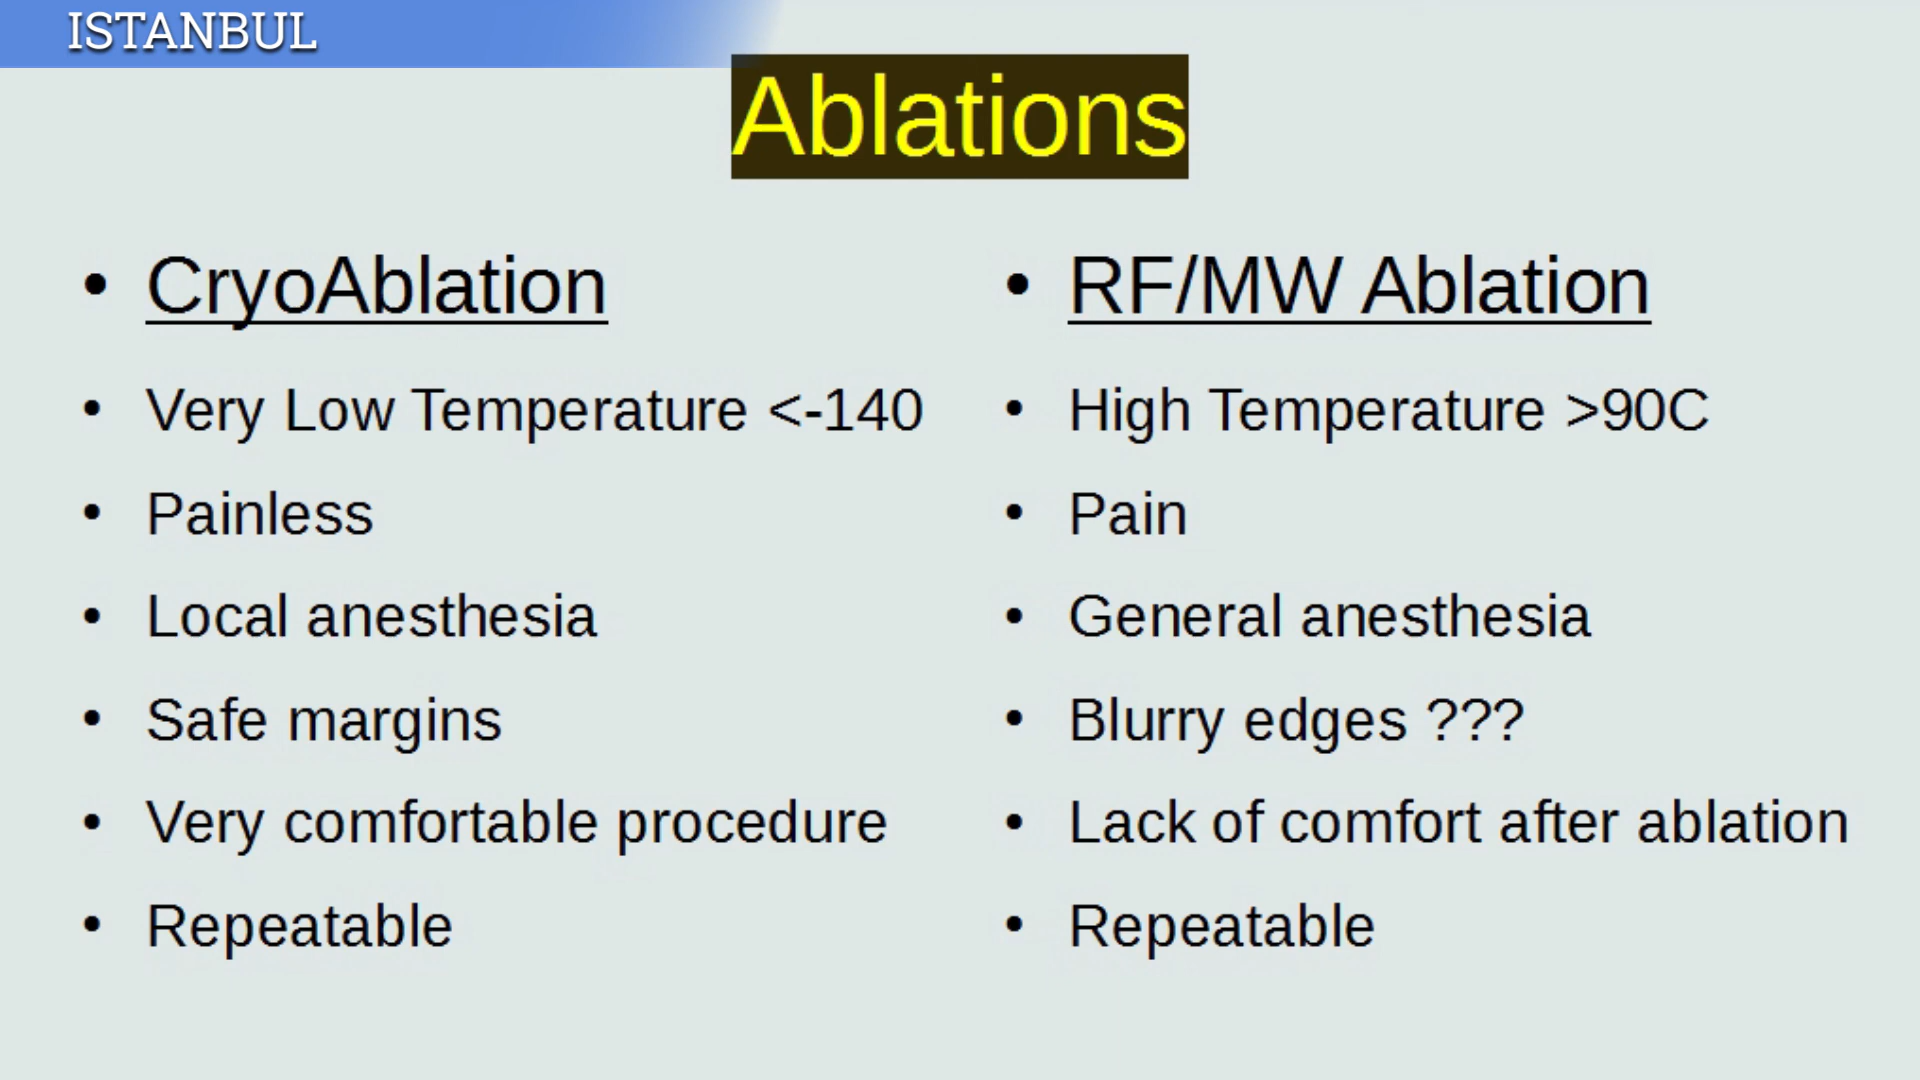 ISTANBUL
Ablations
• CryoAblation
• Very Low Temperature <-140
• Painless
• Local anesthesia
• Safe margins
• Very comfortable procedure
• Repeatable
• RF/MW Ablation
• High Temperature >90C
• Pain
• General anesthesia
• Blurry edges ???
• Lack of comfort after ablation
• Repeatable